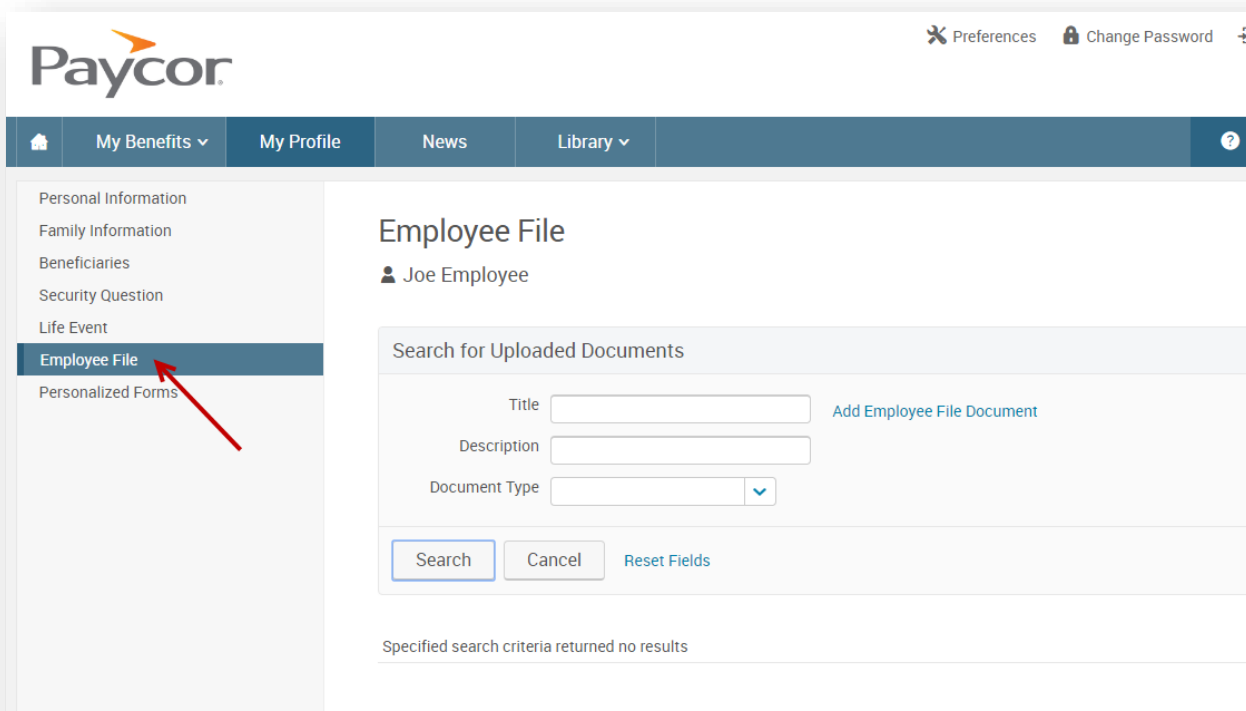 Paycor
Preferences Change Password
My Benefits My Profile News Library
Personal Information
Family Information
Beneficiaries
Security Question
Life Event
Employee File
Personalized Forms
Employee File
Joe Employee
Search for Uploaded Documents
Title Add Employee File Document
Description
Document Type
Search Cancel Reset Fields
Specified search criteria returned no results